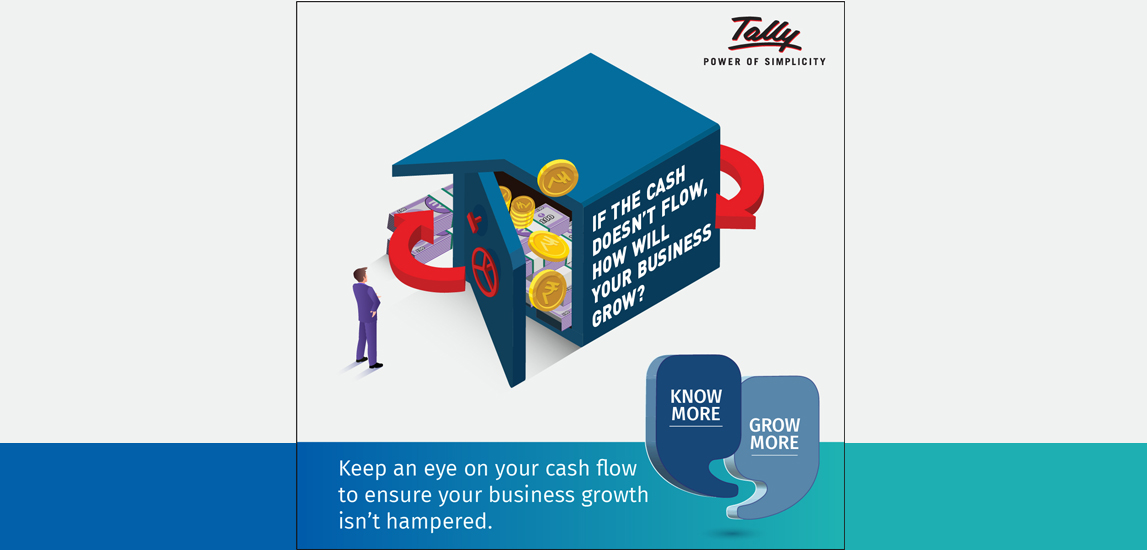 Tally
POWER OF SIMPLICITY
IF THE CASH
DOESN'T FLOW,
HOW WILL
YOUR BUSINESS
GROW?
KNOW
MORE
GROW
MORE
Keep an eye on your cash flow
to ensure your business growth
isn't hampered.